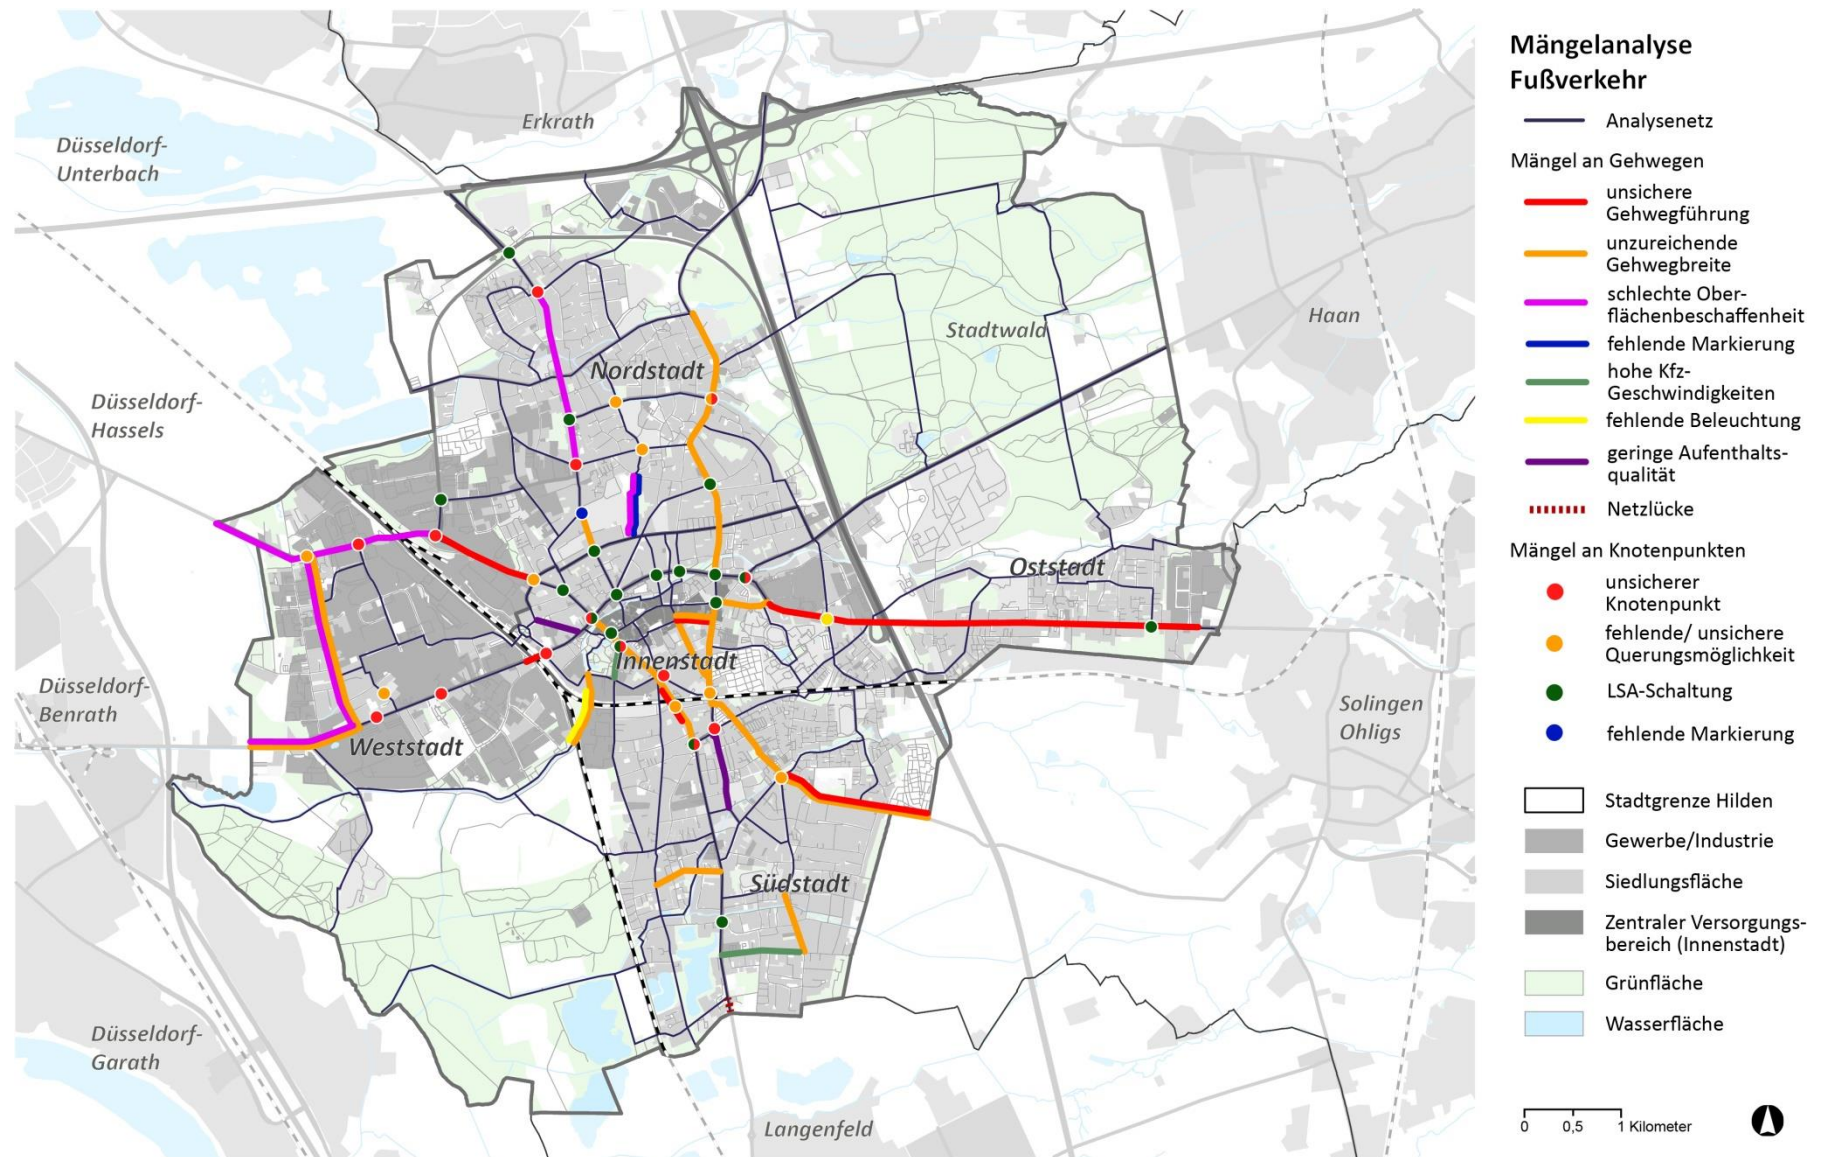 Mängelanalyse
Fußverkehr
Analysenetz
Mängel an Gehwegen
unsichere
Gehwegführung
unzureichende
Gehwegbreite
schlechte Ober-
flächenbeschaffenheit
fehlende Markierung
hohe Kfz-
Geschwindigkeiten
fehlende Beleuchtung
geringe Aufenthalts-
qualität
Netzlücke
Mängel an Knotenpunkten
unsicherer
Knotenpunkt
fehlende/ unsichere
Querungsmöglichkeit
LSA-Schaltung
fehlende Markierung
Stadtgrenze Hilden
Gewerbe/Industrie
Siedlungsfläche
Zentraler Versorgungs-
bereich (Innenstadt)
Grünfläche
Wasserfläche
0 0,5 1 Kilometer
Erkrath
Düsseldorf-
Unterbach
Haan
Stadtwald
Nordstadt
Düsseldorf-
Hassels
Oststadt
Innenstadt
Düsseldorf-
Benrath
Solingen
Ohligs
Weststadt
Südstadt
Düsseldorf-
Garath
Langenfeld